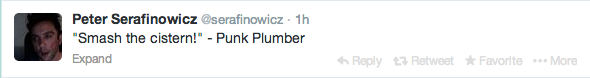 Peter Serafinowicz @serafinowicz · 1h
"Smash the cistern!" - Punk Plumber
Expand Reply Retweet Favorite More